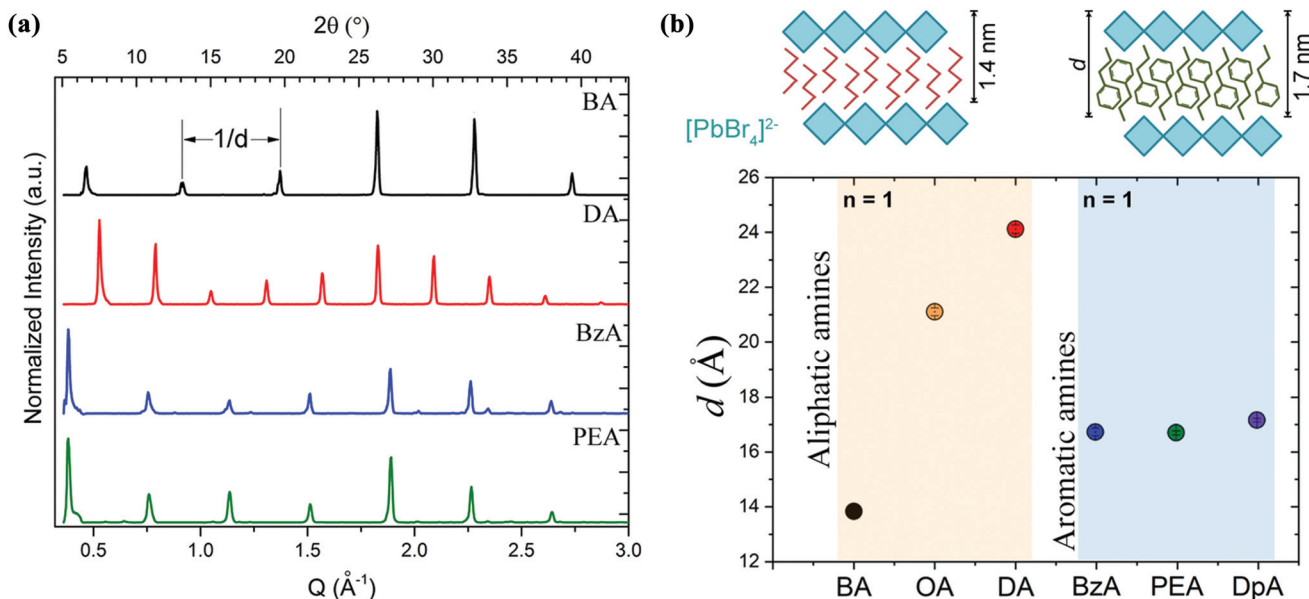 (a)
2θ (°)
5 10 15 20 25 30 35 40
BA
1/d
DA
BzA
PEA
Normalized Intensity (a.u.)
0.5 1.0 1.5 2.0 2.5 3.0
Q (Å⁻¹)
(b)
1.4 nm
d
1.7 nm
[PbBr₄]²⁻
26
24
22
20
18
16
14
12
d (Å)
n = 1
Aliphatic amines
n = 1
Aromatic amines
BA OA DA BzA PEA DpA